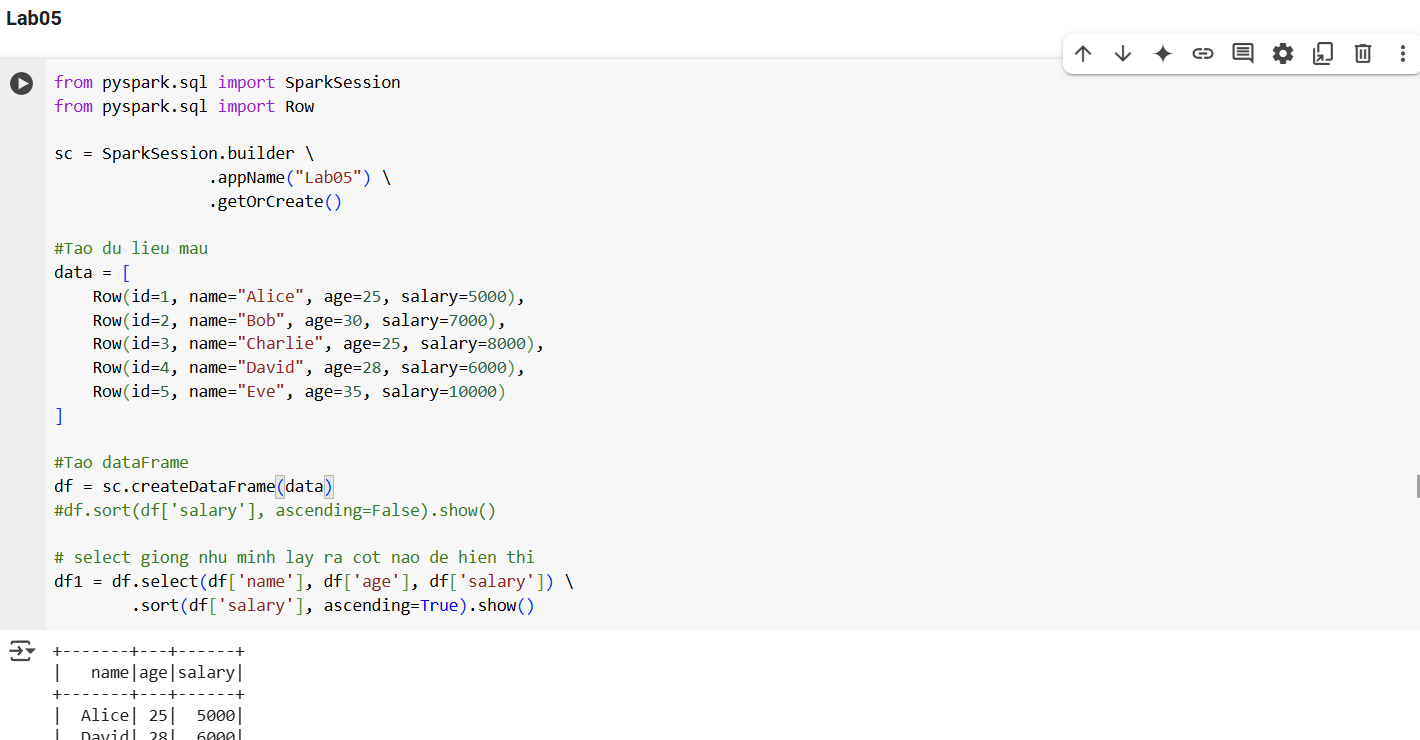 Lab05
from pyspark.sql import SparkSession
from pyspark.sql import Row
sc = SparkSession.builder \
.appName("Lab05") \
.getOrCreate()
#Tao du lieu mau
data = [
Row(id=1, name="Alice", age=25, salary=5000),
Row(id=2, name="Bob", age=30, salary=7000),
Row(id=3, name="Charlie", age=25, salary=8000),
Row(id=4, name="David", age=28, salary=6000),
Row(id=5, name="Eve", age=35, salary=10000)
]
#Tao dataFrame
df = sc.createDataFrame(data)
#df.sort(df['salary'], ascending=False).show()
# select giong nhu minh lay ra cot nao de hien thi
df1 = df.select(df['name'], df['age'], df['salary']) \
.sort(df['salary'], ascending=True).show()
+-------+---+------+
|   name|age|salary|
+-------+---+------+
|  Alice| 25|  5000|
|  David| 28|  6000|